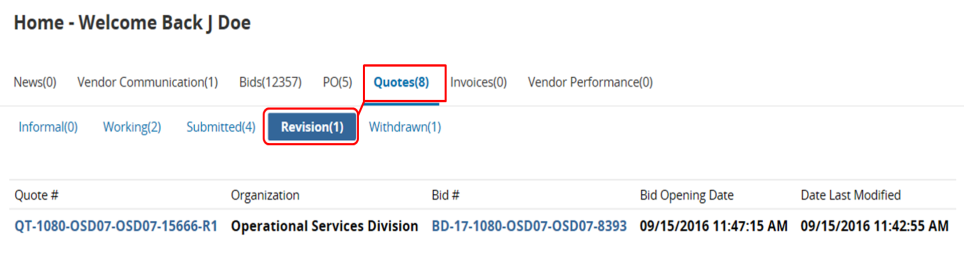 Home - Welcome Back J Doe
News(0) Vendor Communication(1) Bids(12357) PO(5) Quotes(8) Invoices(0) Vendor Performance(0)
Informal(0) Working(2) Submitted(4) Revision(1) Withdrawn(1)
Quote # Organization Bid # Bid Opening Date Date Last Modified
QT-1080-OSD07-OSD07-15666-R1 Operational Services Division BD-17-1080-OSD07-OSD07-8393 09/15/2016 11:47:15 AM 09/15/2016 11:42:55 AM